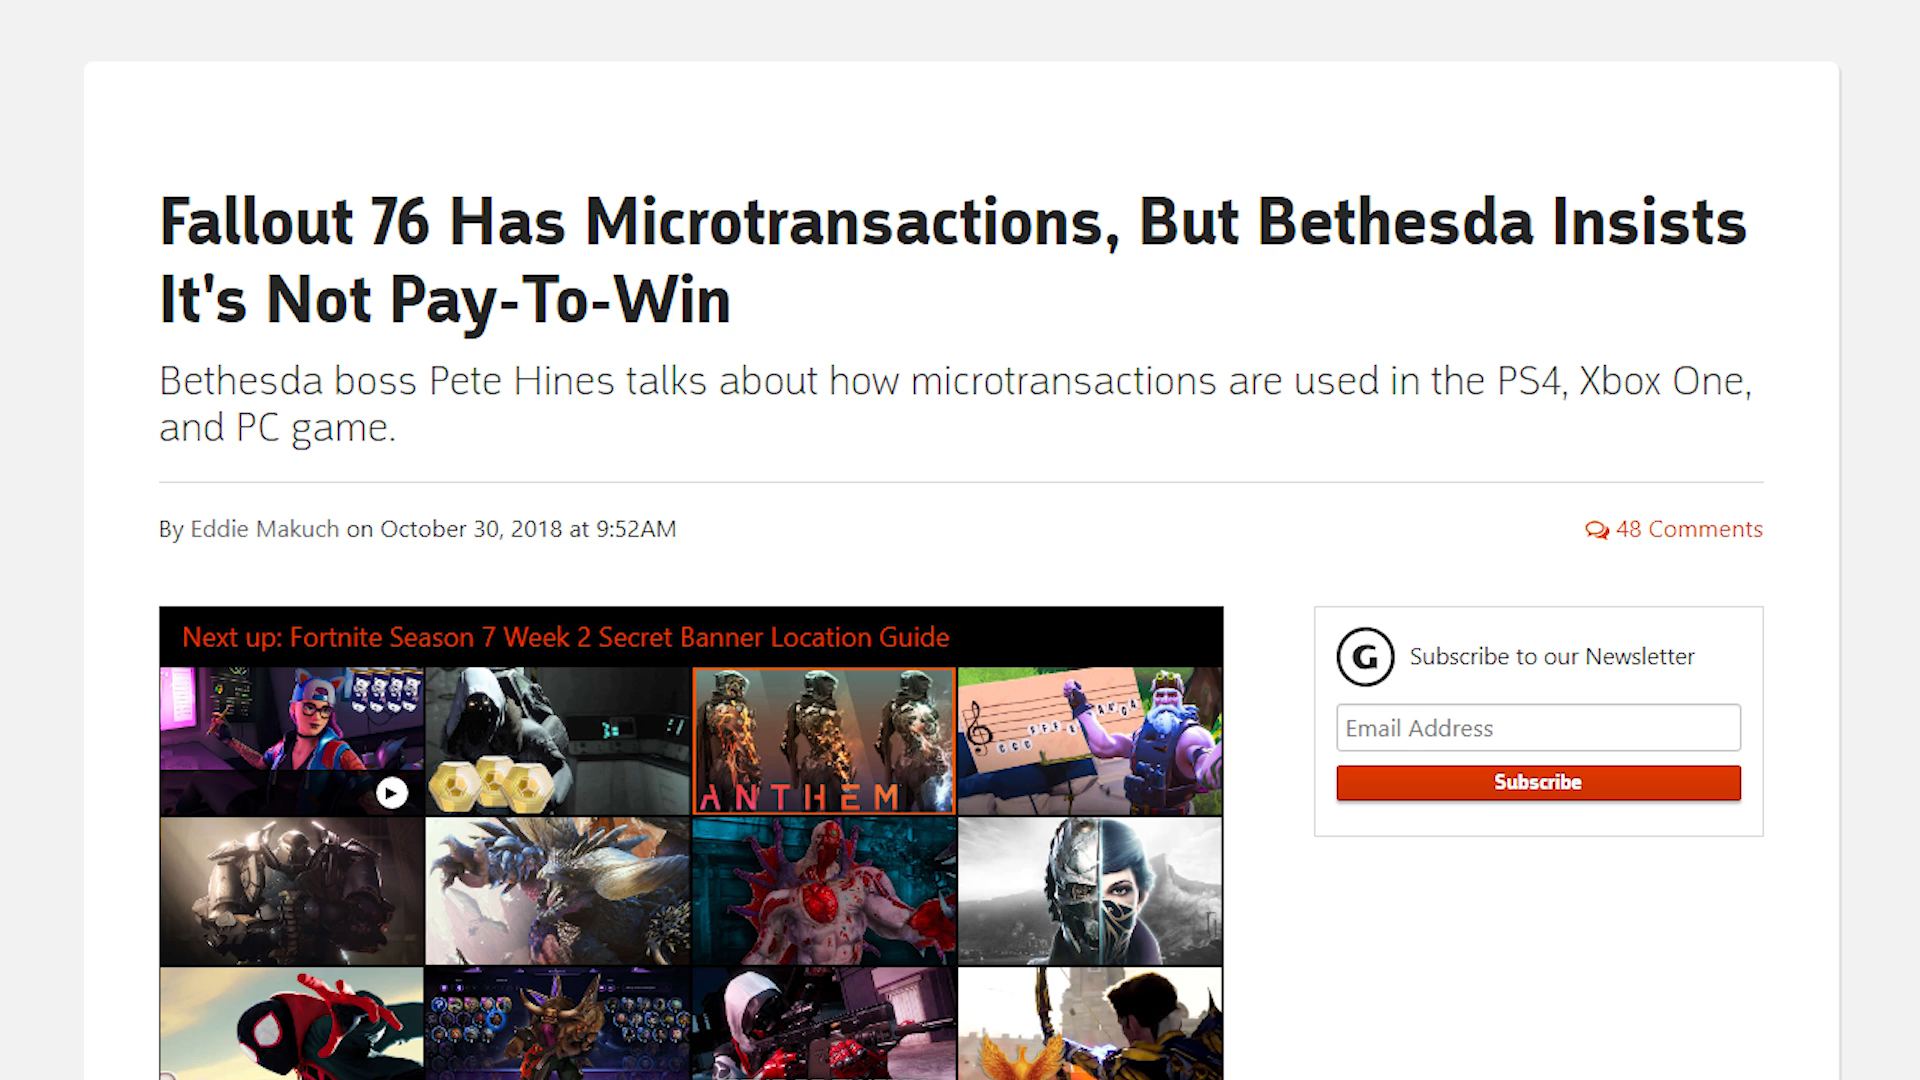 Fallout 76 Has Microtransactions, But Bethesda Insists
It's Not Pay-To-Win
Bethesda boss Pete Hines talks about how microtransactions are used in the PS4, Xbox One,
and PC game.
By Eddie Makuch on October 30, 2018 at 9:52AM
48 Comments
Next up: Fortnite Season 7 Week 2 Secret Banner Location Guide
ANTHEM
G
Subscribe to our Newsletter
Email Address
Subscribe